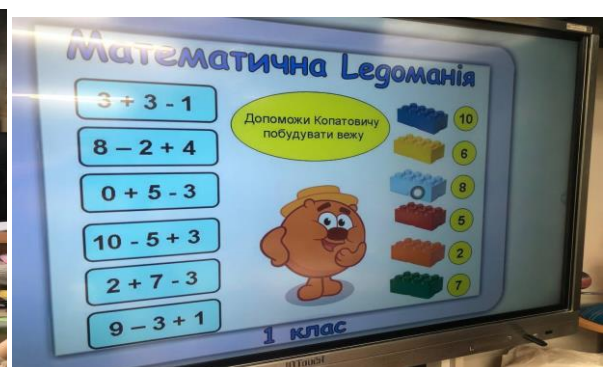 Математична Legoманія
3 + 3 - 1
8 – 2 + 4
0 + 5 - 3
10 - 5 + 3
2 + 7 - 3
9 – 3 + 1
Допоможи Копатовичу
побудувати вежу
10
6
8
5
2
7
1 клас